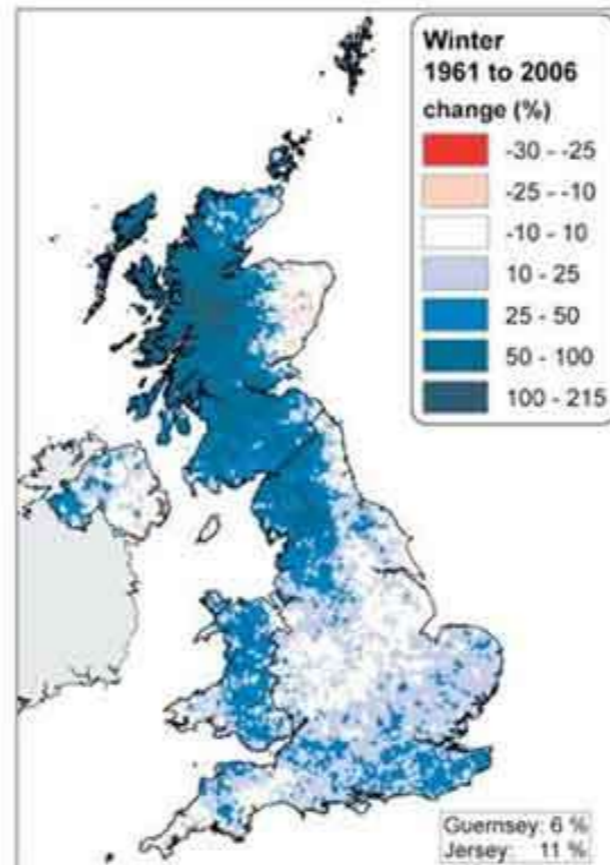 Winter
1961 to 2006
change (%)
-30 - -25
-25 - -10
-10 - 10
10 - 25
25 - 50
50 - 100
100 - 215
Guernsey: 6 %
Jersey: 11 %